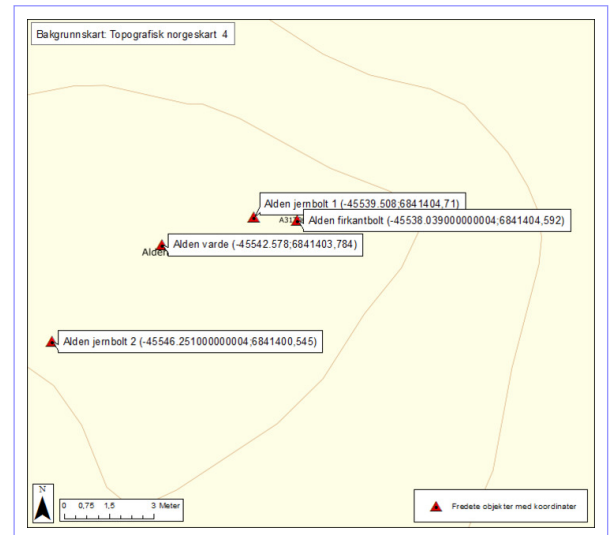 Bakgrunnskart: Topografisk norgeskart 4
Alden jernbolt 1 (-45539.508;6841404,71)
Alden firkantbolt (-45538.039000000004;6841404,592)
Alden varde (-45542.578;6841403,784)
Alden
Alden jernbolt 2 (-45546.251000000004;6841400,545)
N
0 0,75 1,5 3 Meter
Fredete objekter med koordinater